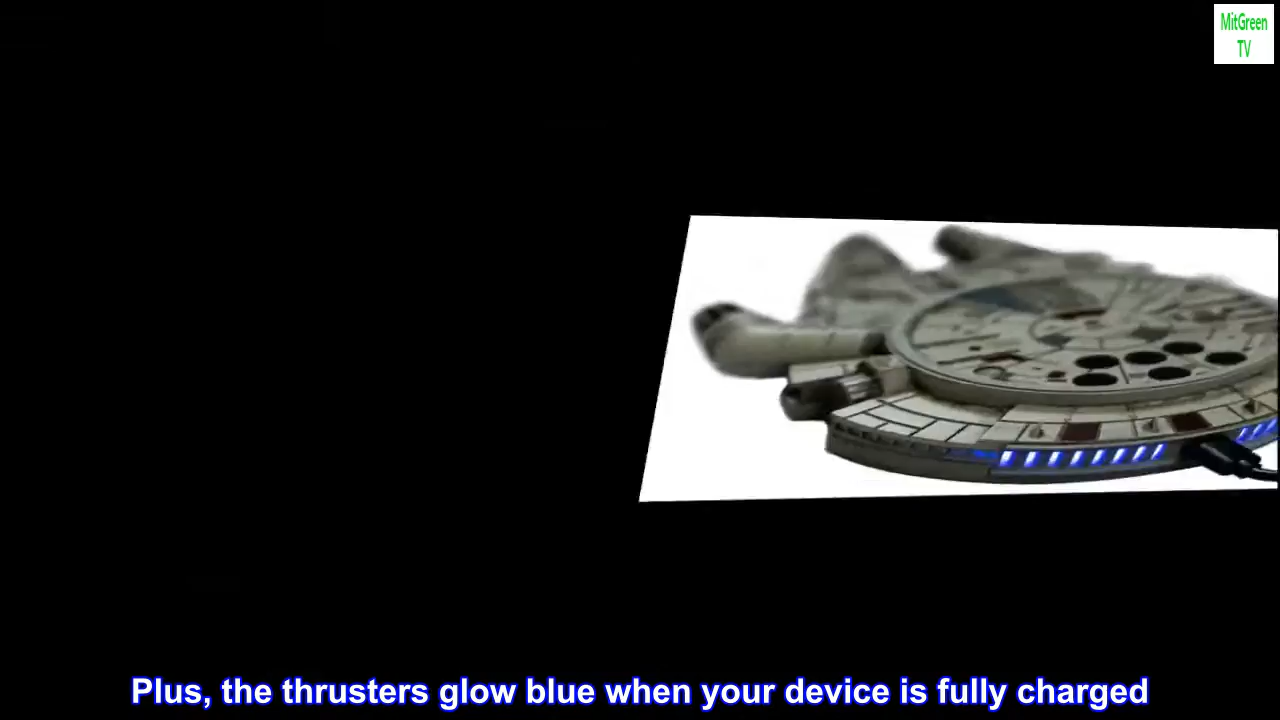 MitGreen
TV
Plus, the thrusters glow blue when your device is fully charged